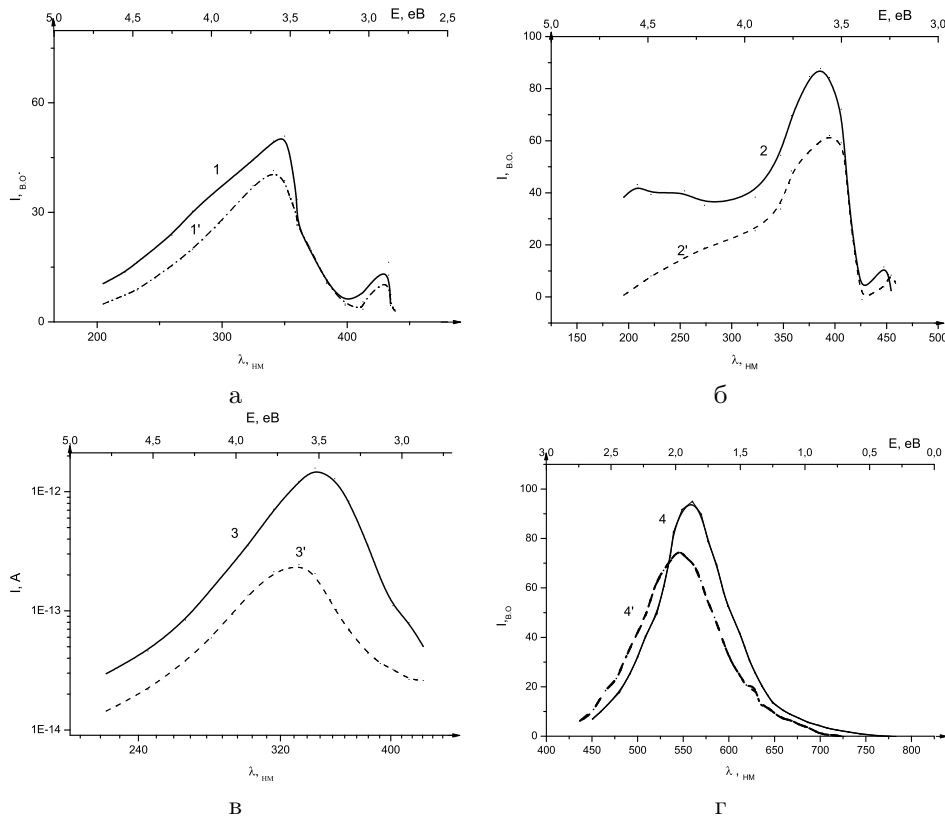 5,0 4,5 4,0 3,5 3,0 2,5
E, еВ
60
30
0
I, в.о.
1
1'
200 300 400
λ, нм
а
4,5 4,0 3,5 3,0
E, еВ
100
80
60
40
20
0
I, в.о.
2
2'
150 200 250 300 350 400 450 500
λ, нм
б
E, еВ
5,0 4,5 4,0 3,5 3,0
1E-12
1E-13
1E-14
I, А
3
3'
240 320 400
λ, нм
в
E, еВ
3,0 2,5 2,0 1,5 1,0 0,5 0,0
100
80
60
40
20
0
I, в.о
4
4'
400 450 500 550 600 650 700 750 800
λ , нм
г